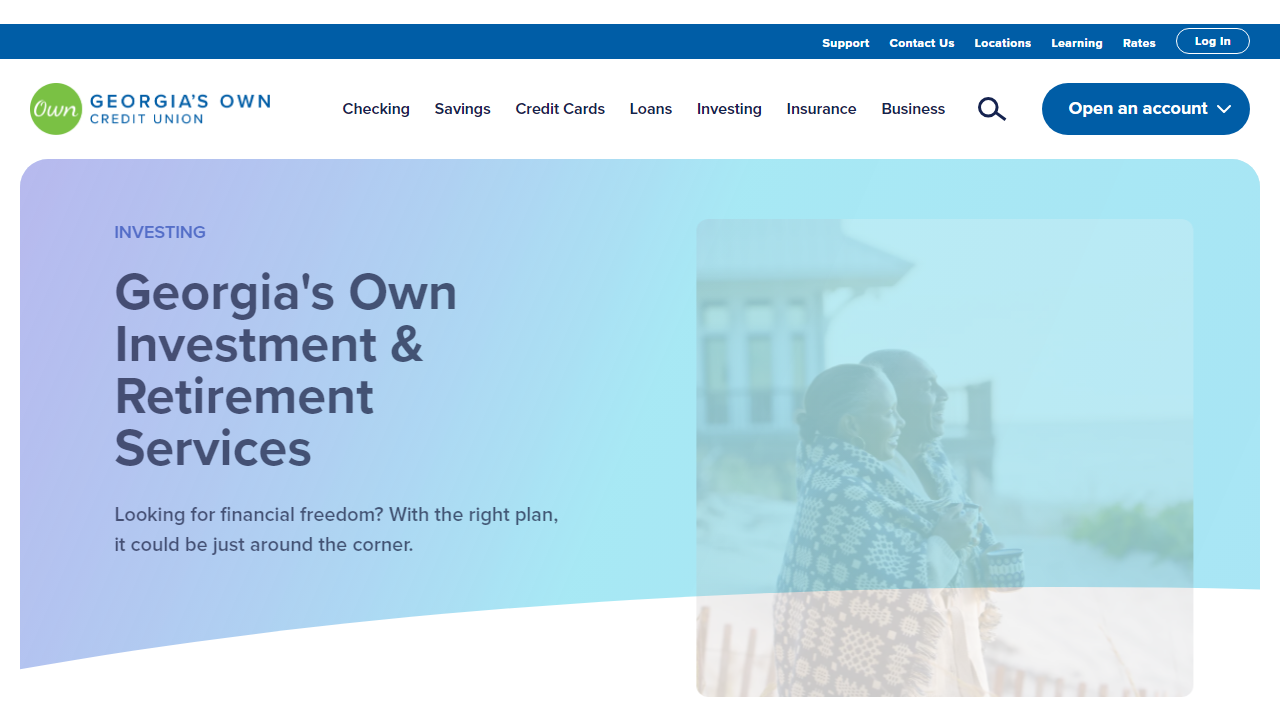 Support Contact Us Locations Learning Rates Log In
Own GEORGIA'S OWN
CREDIT UNION
Checking Savings Credit Cards Loans Investing Insurance Business Open an account
INVESTING
Georgia's Own
Investment &
Retirement
Services
Looking for financial freedom? With the right plan,
it could be just around the corner.